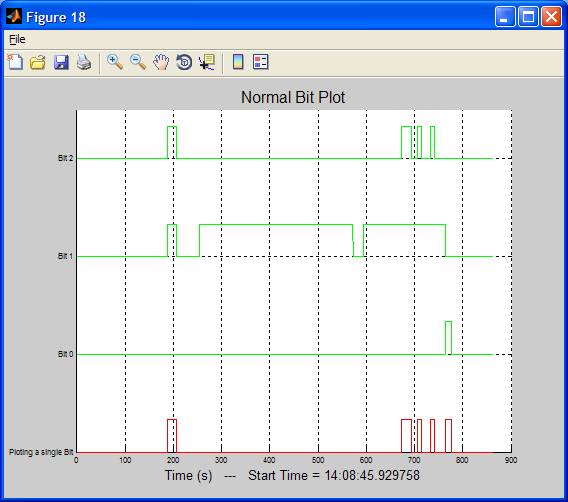 Figure 18
File
Normal Bit Plot
Bit 2
Bit 1
Bit 0
Ploting a single Bit
0 100 200 300 400 500 600 700 800 900
Time (s) --- Start Time = 14:08:45.929758